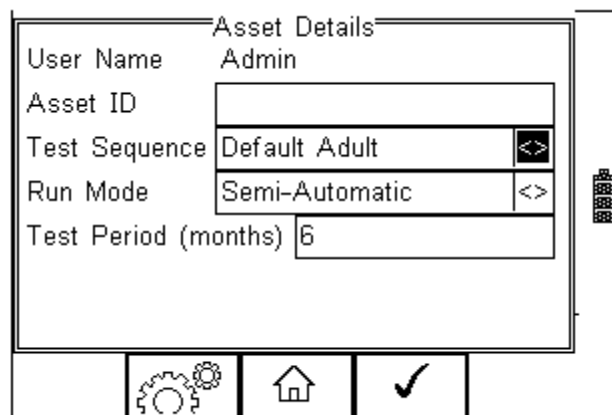 Asset Details
User Name Admin
Asset ID
Test Sequence Default Adult <>
Run Mode Semi-Automatic <>
Test Period (months) 6